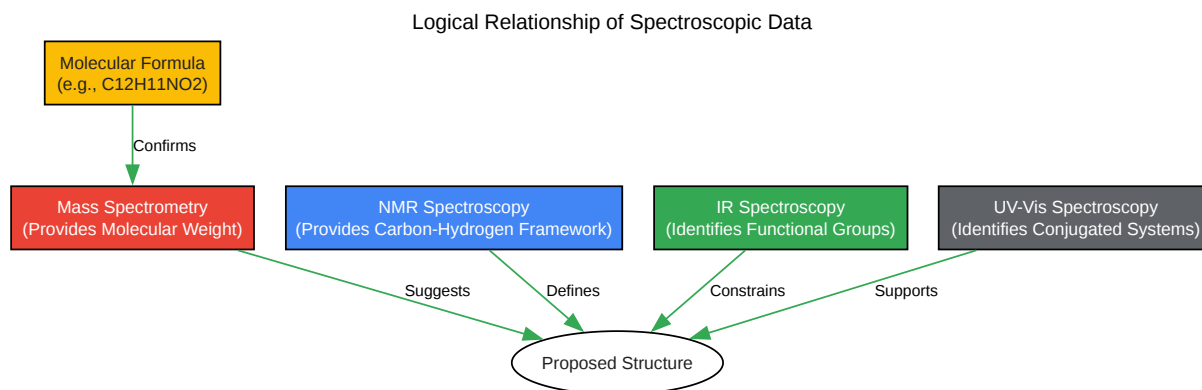 Logical Relationship of Spectroscopic Data
Molecular Formula
(e.g., C12H11NO2)
Confirms
Mass Spectrometry
(Provides Molecular Weight)
NMR Spectroscopy
(Provides Carbon-Hydrogen Framework)
IR Spectroscopy
(Identifies Functional Groups)
UV-Vis Spectroscopy
(Identifies Conjugated Systems)
Suggests
Defines
Constrains
Supports
Proposed Structure